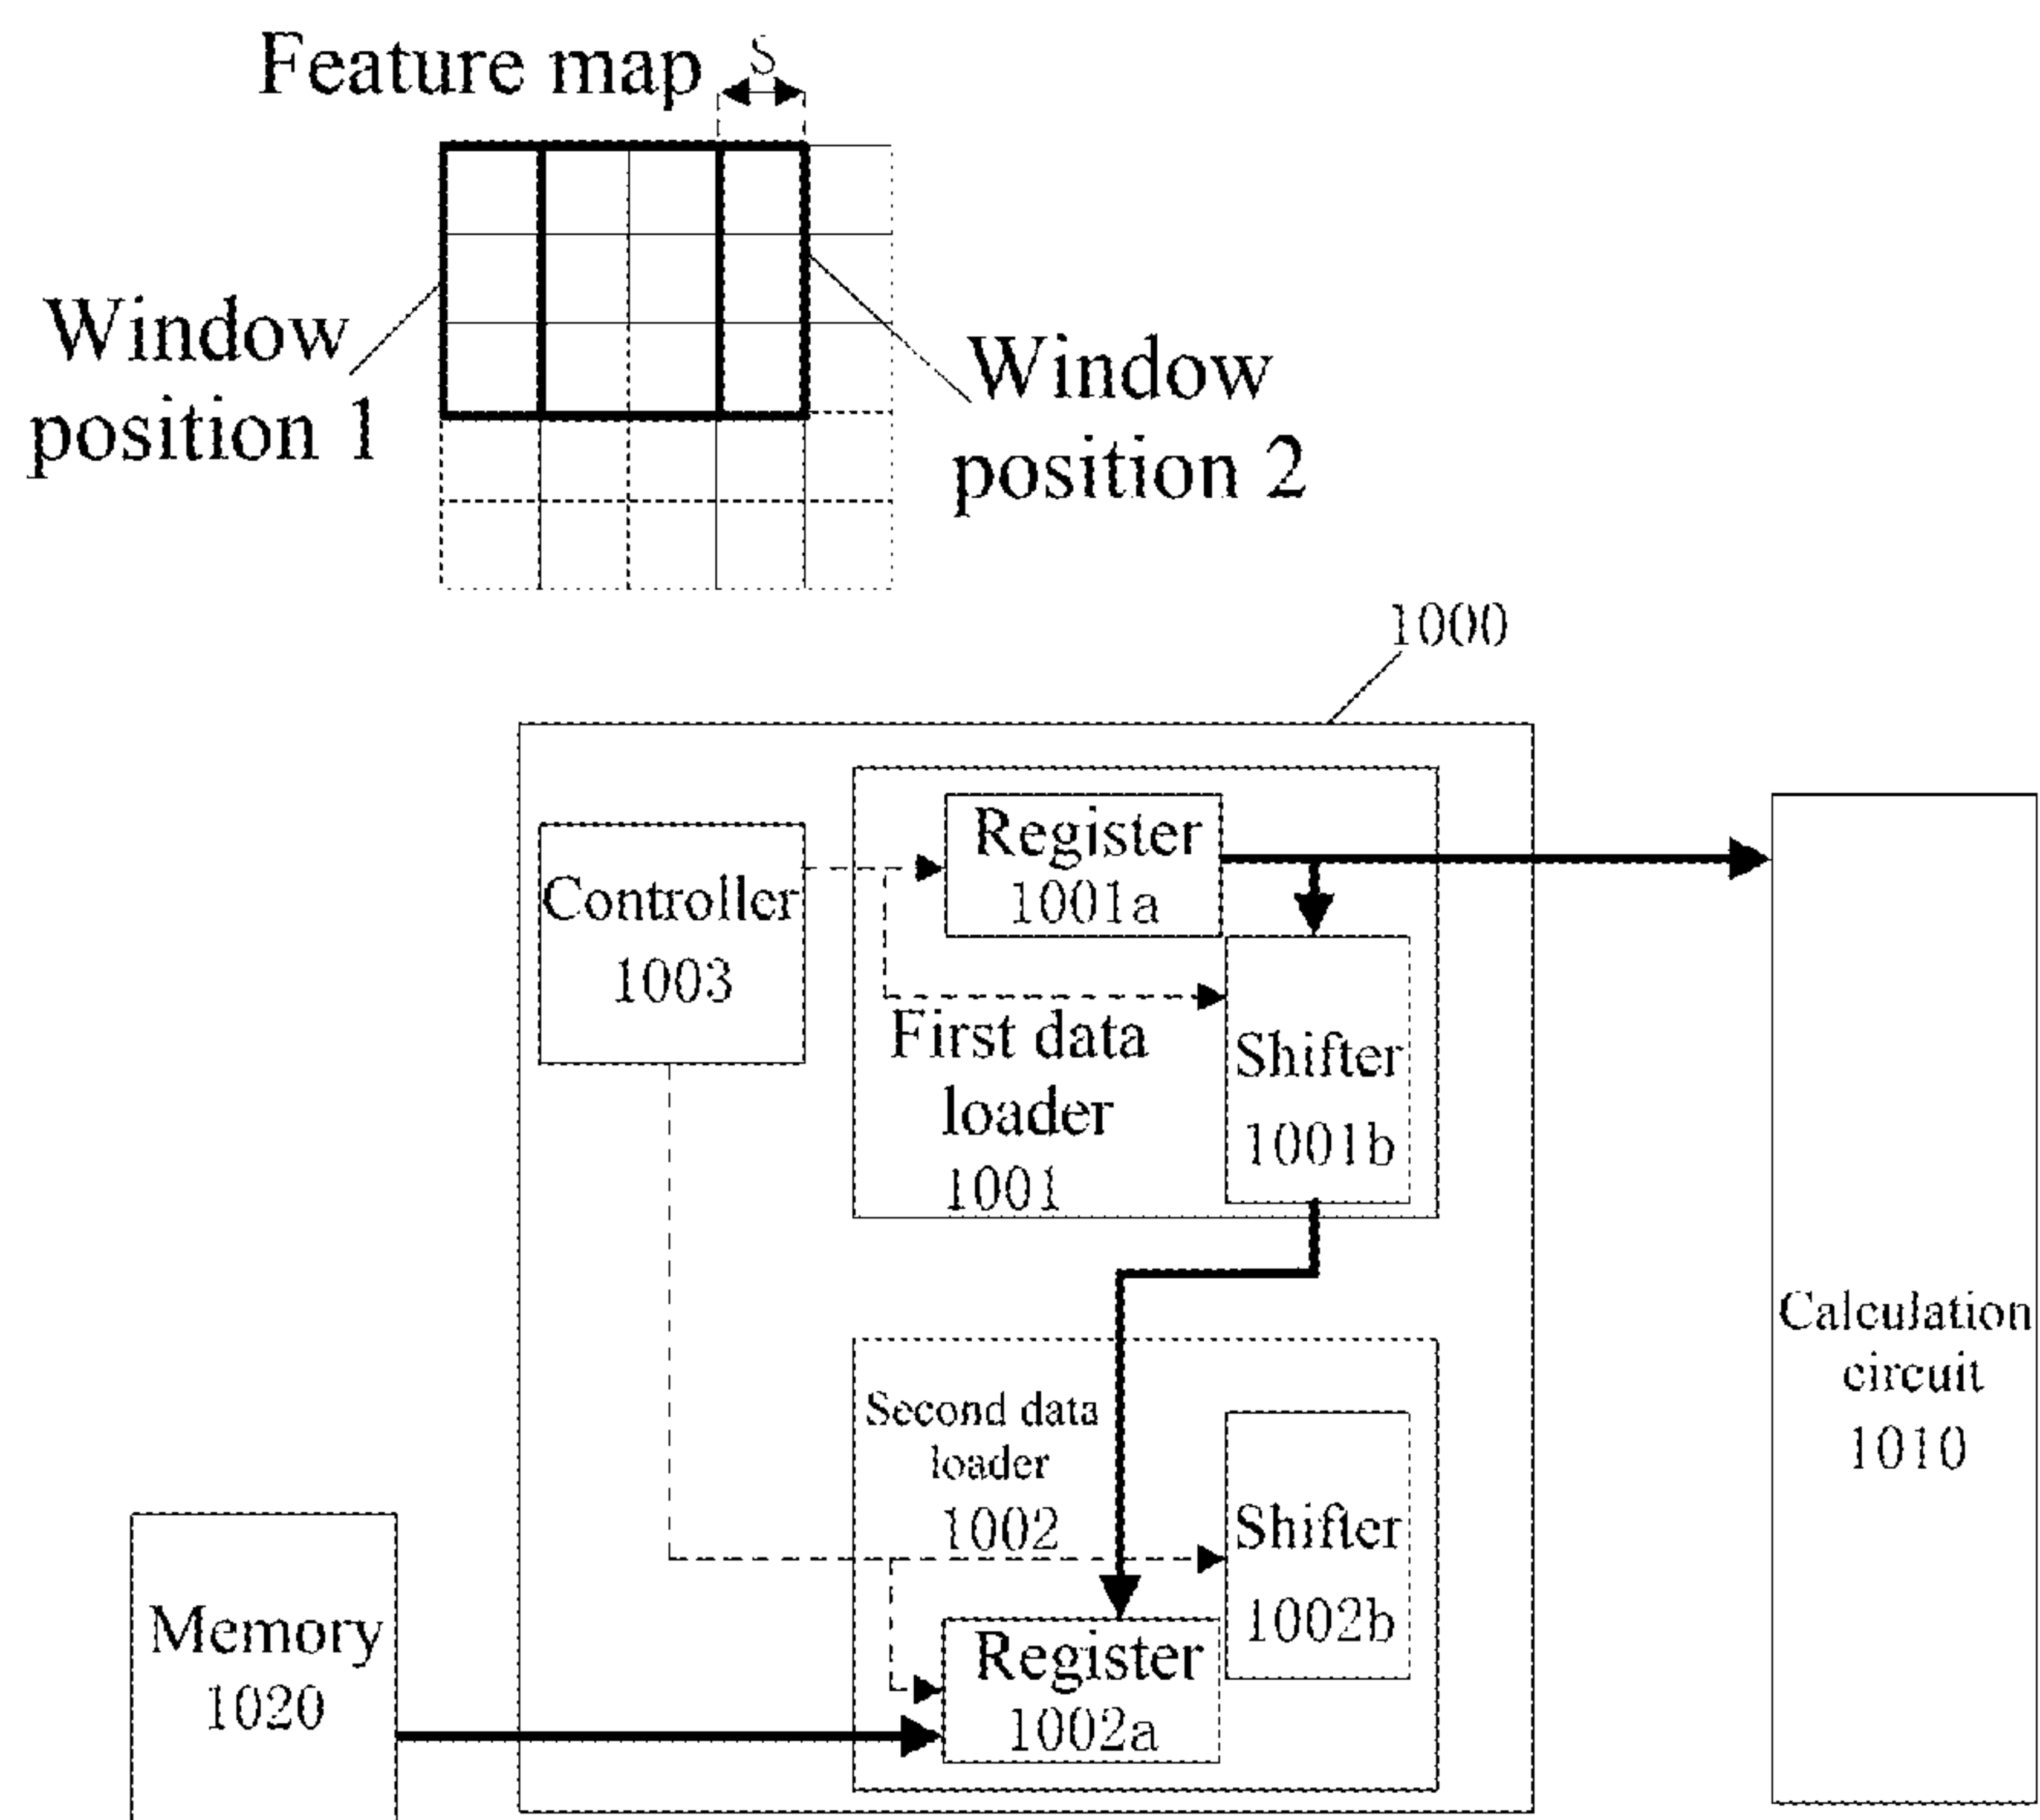 Feature map
S
Window
position 1
Window
position 2
1000
Controller
1003
Register
1001a
First data
loader
1001
Shifter
1001b
Calculation
circuit
1010
Second data
loader
1002
Shifter
1002b
Register
1002a
Memory
1020